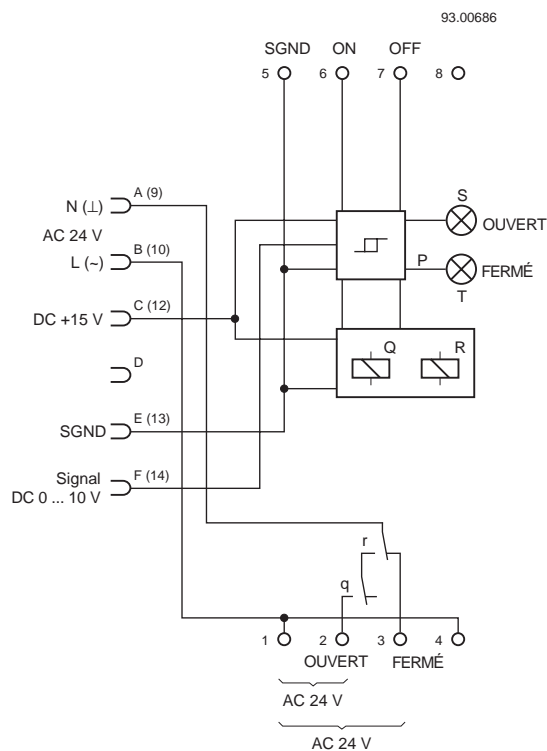 93.00686
SGND ON OFF
5 6 7 8
A (9)
N (⊥)
S
OUVERT
AC 24 V
B (10)
L (~)
P
FERMÉ
T
C (12)
DC +15 V
Q R
D
E (13)
SGND
F (14)
Signal
DC 0 ... 10 V
r
q
1 2 3 4
OUVERT FERMÉ
AC 24 V
AC 24 V